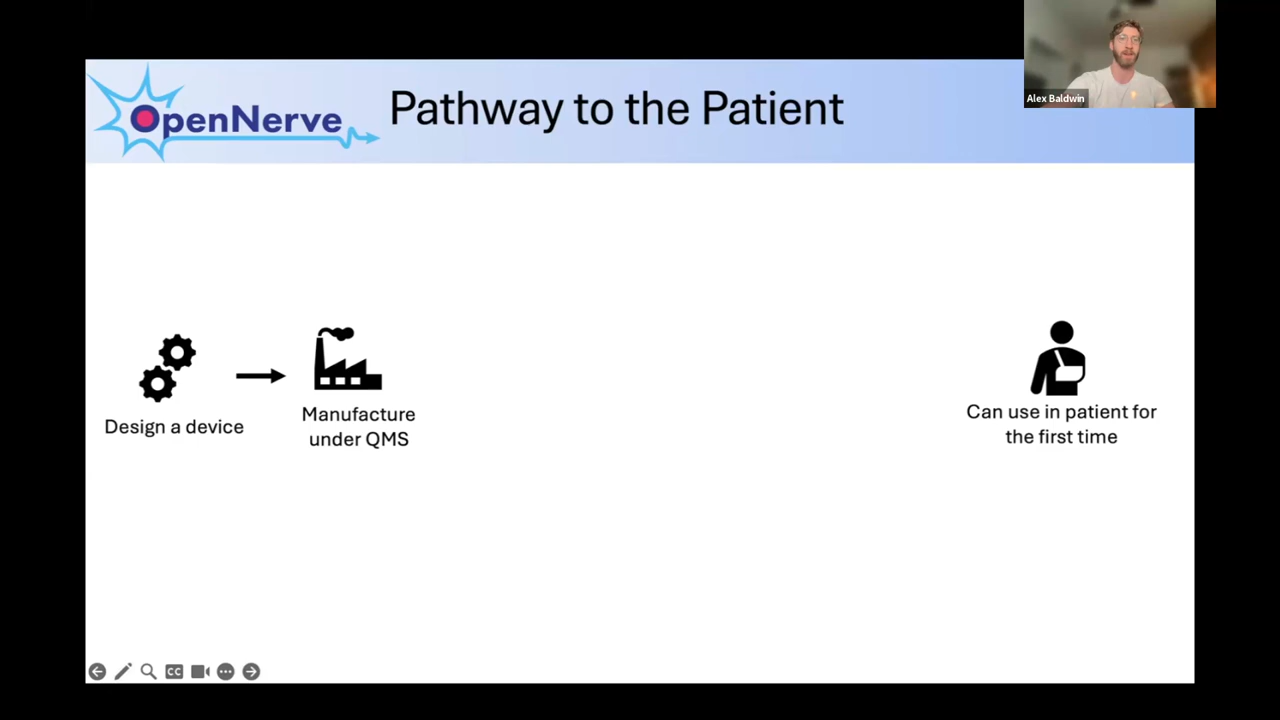 OpenNerve
Pathway to the Patient
Alex Baldwin
Design a device
Manufacture
under QMS
Can use in patient for
the first time
CC